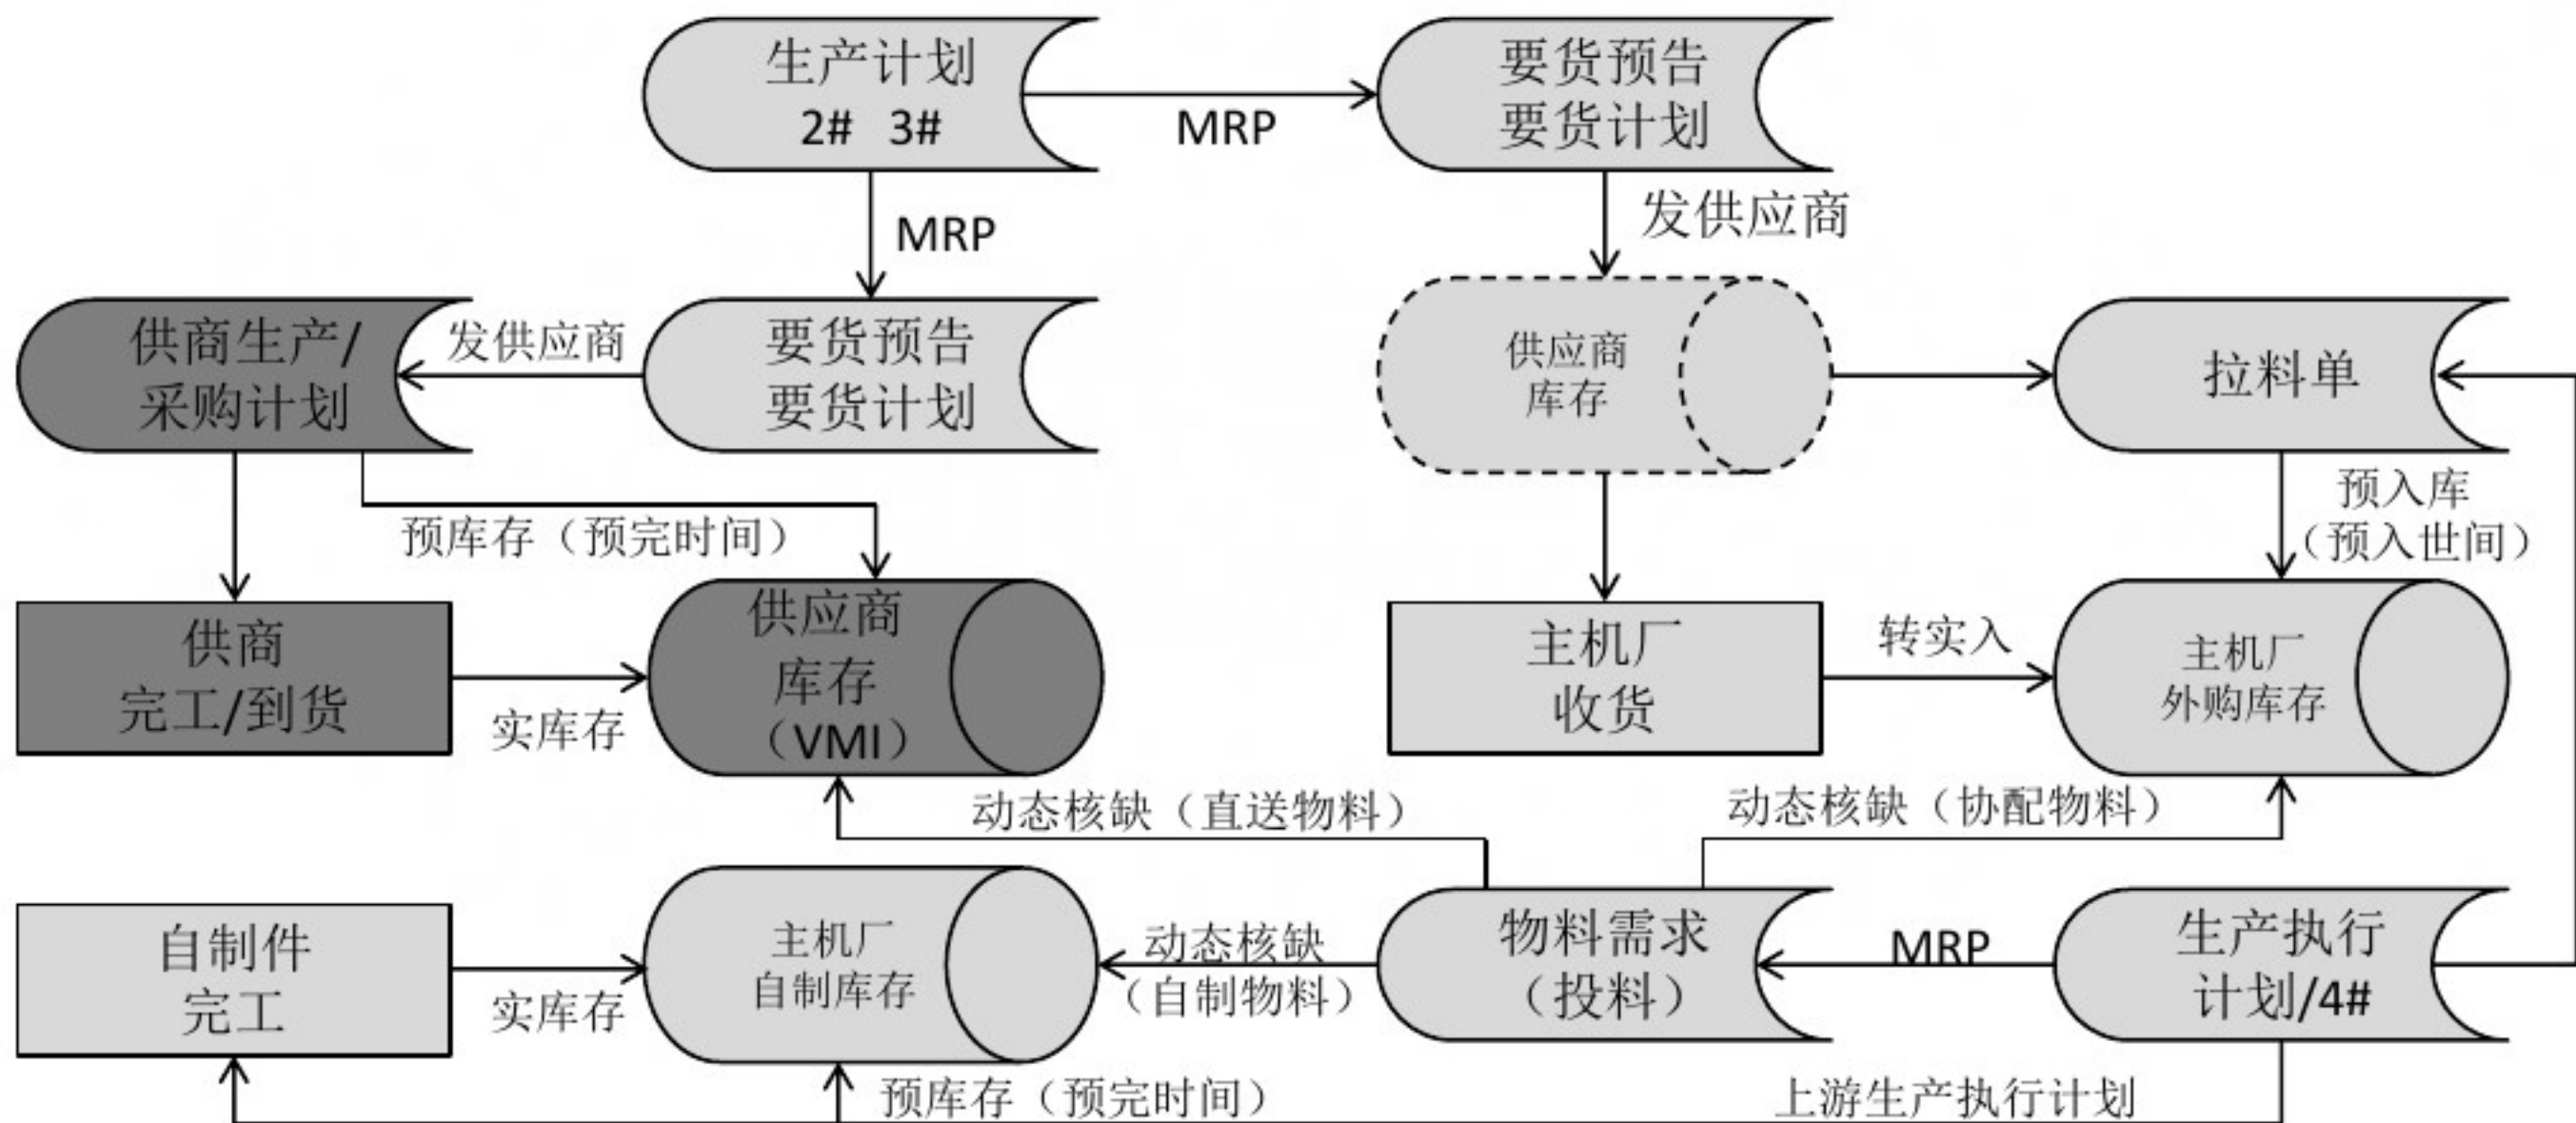 生产计划
2# 3#
MRP
要货预告
要货计划
MRP
发供应商
供商生产/
采购计划
发供应商
要货预告
要货计划
供应商
库存
拉料单
预库存（预完时间）
预入库
（预入世间）
供商
完工/到货
实库存
供应商
库存
（VMI）
主机厂
收货
转实入
主机厂
外购库存
动态核缺（直送物料）
动态核缺（协配物料）
自制件
完工
实库存
主机厂
自制库存
动态核缺
（自制物料）
物料需求
（投料）
MRP
生产执行
计划/4#
预库存（预完时间）
上游生产执行计划